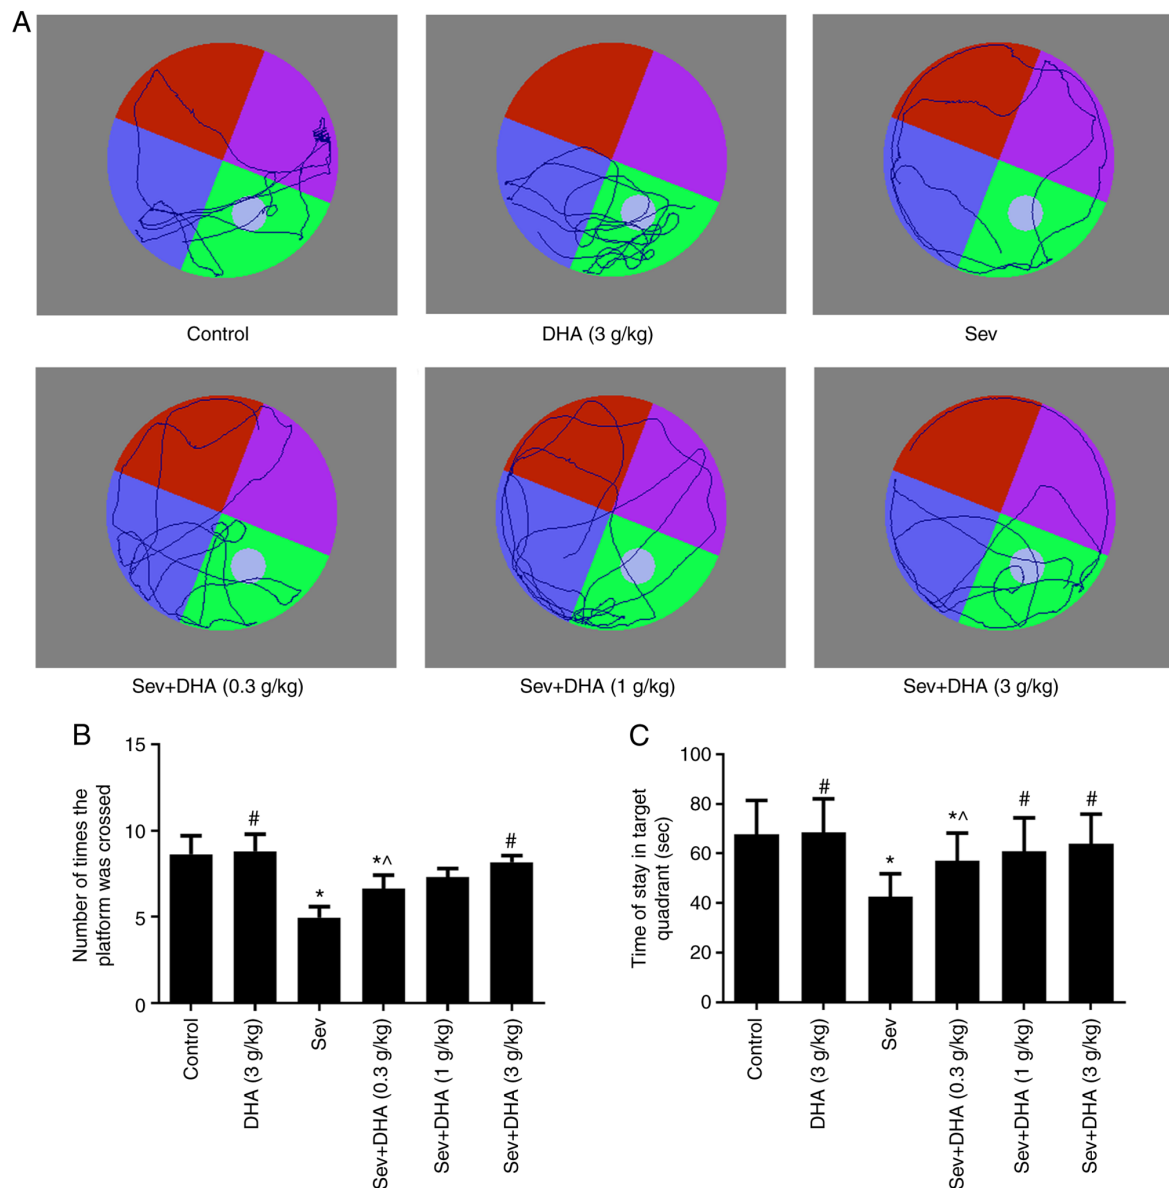 A
Control
DHA (3 g/kg)
Sev
Sev+DHA (0.3 g/kg)
Sev+DHA (1 g/kg)
Sev+DHA (3 g/kg)
B
Number of times the
platform was crossed
15
10
5
0
#
*
*^
#
Control
DHA (3 g/kg)
Sev
Sev+DHA (0.3 g/kg)
Sev+DHA (1 g/kg)
Sev+DHA (3 g/kg)
C
Time of stay in target
quadrant (sec)
100
80
60
40
20
0
#
*
*^
#
#
Control
DHA (3 g/kg)
Sev
Sev+DHA (0.3 g/kg)
Sev+DHA (1 g/kg)
Sev+DHA (3 g/kg)